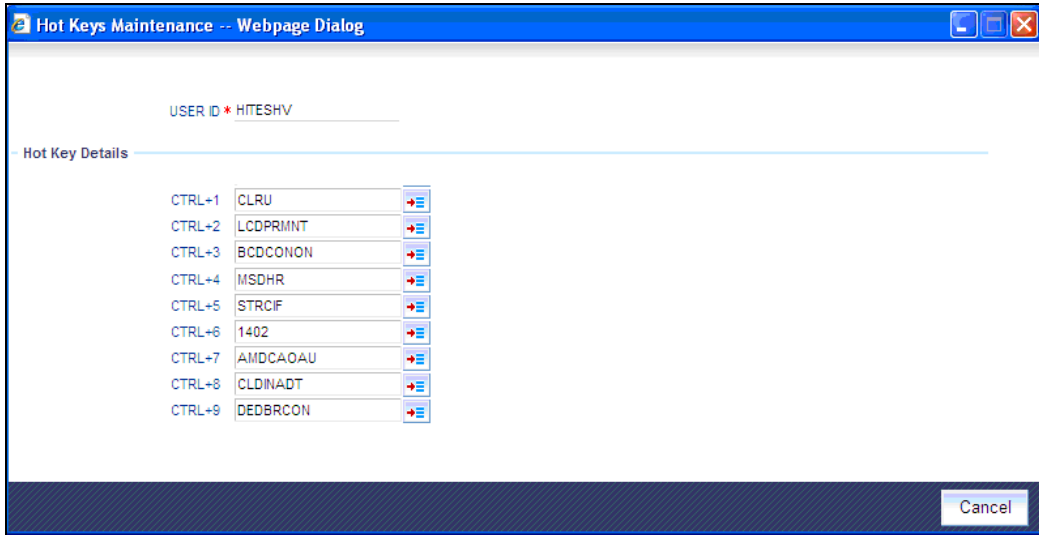 Hot Keys Maintenance -- Webpage Dialog
USER ID * HITESHV
Hot Key Details
CTRL+1 CLRU
CTRL+2 LCDPRMNT
CTRL+3 BCDCONON
CTRL+4 MSDHR
CTRL+5 STRCIF
CTRL+6 1402
CTRL+7 AMDCAOAU
CTRL+8 CLDINADT
CTRL+9 DEDBRCON
Cancel